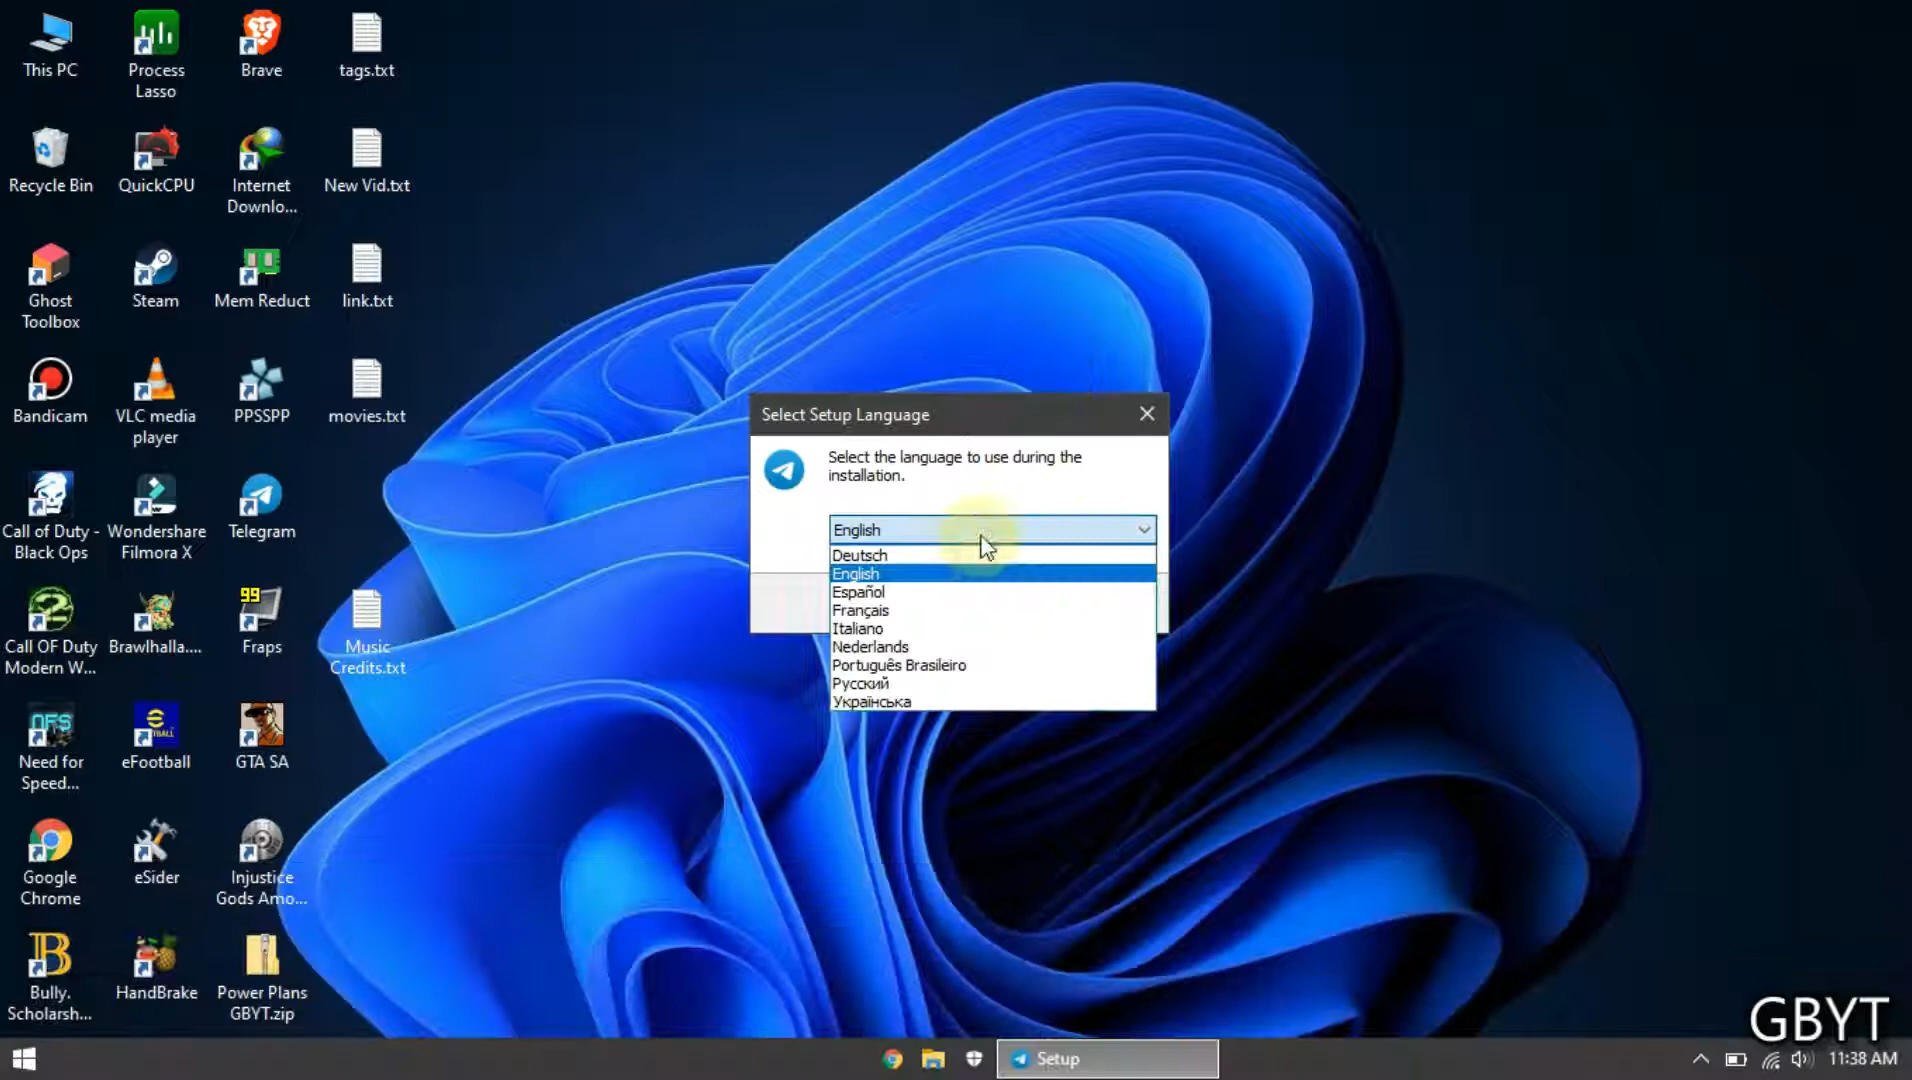 This PC
Process
Lasso
Brave
tags.txt
Recycle Bin
QuickCPU
Internet
Downlo...
New Vid.txt
Ghost
Toolbox
Steam
Mem Reduct
link.txt
Bandicam
VLC media
player
PPSSPP
movies.txt
Call of Duty -
Black Ops
Wondershare
Filmora X
Telegram
Call OF Duty
Modern W...
Brawlhalla....
99
Fraps
Music
Credits.txt
NFS
Need for
Speed...
eFootball
GTA SA
Google
Chrome
eSider
Injustice
Gods Amo...
B
Bully.
Scholarsh...
HandBrake
Power Plans
GBYT.zip
Select Setup Language
Select the language to use during the
installation.
English
Deutsch
English
Español
Français
Italiano
Nederlands
Português Brasileiro
Русский
Українська
GBYT
Setup
11:38 AM